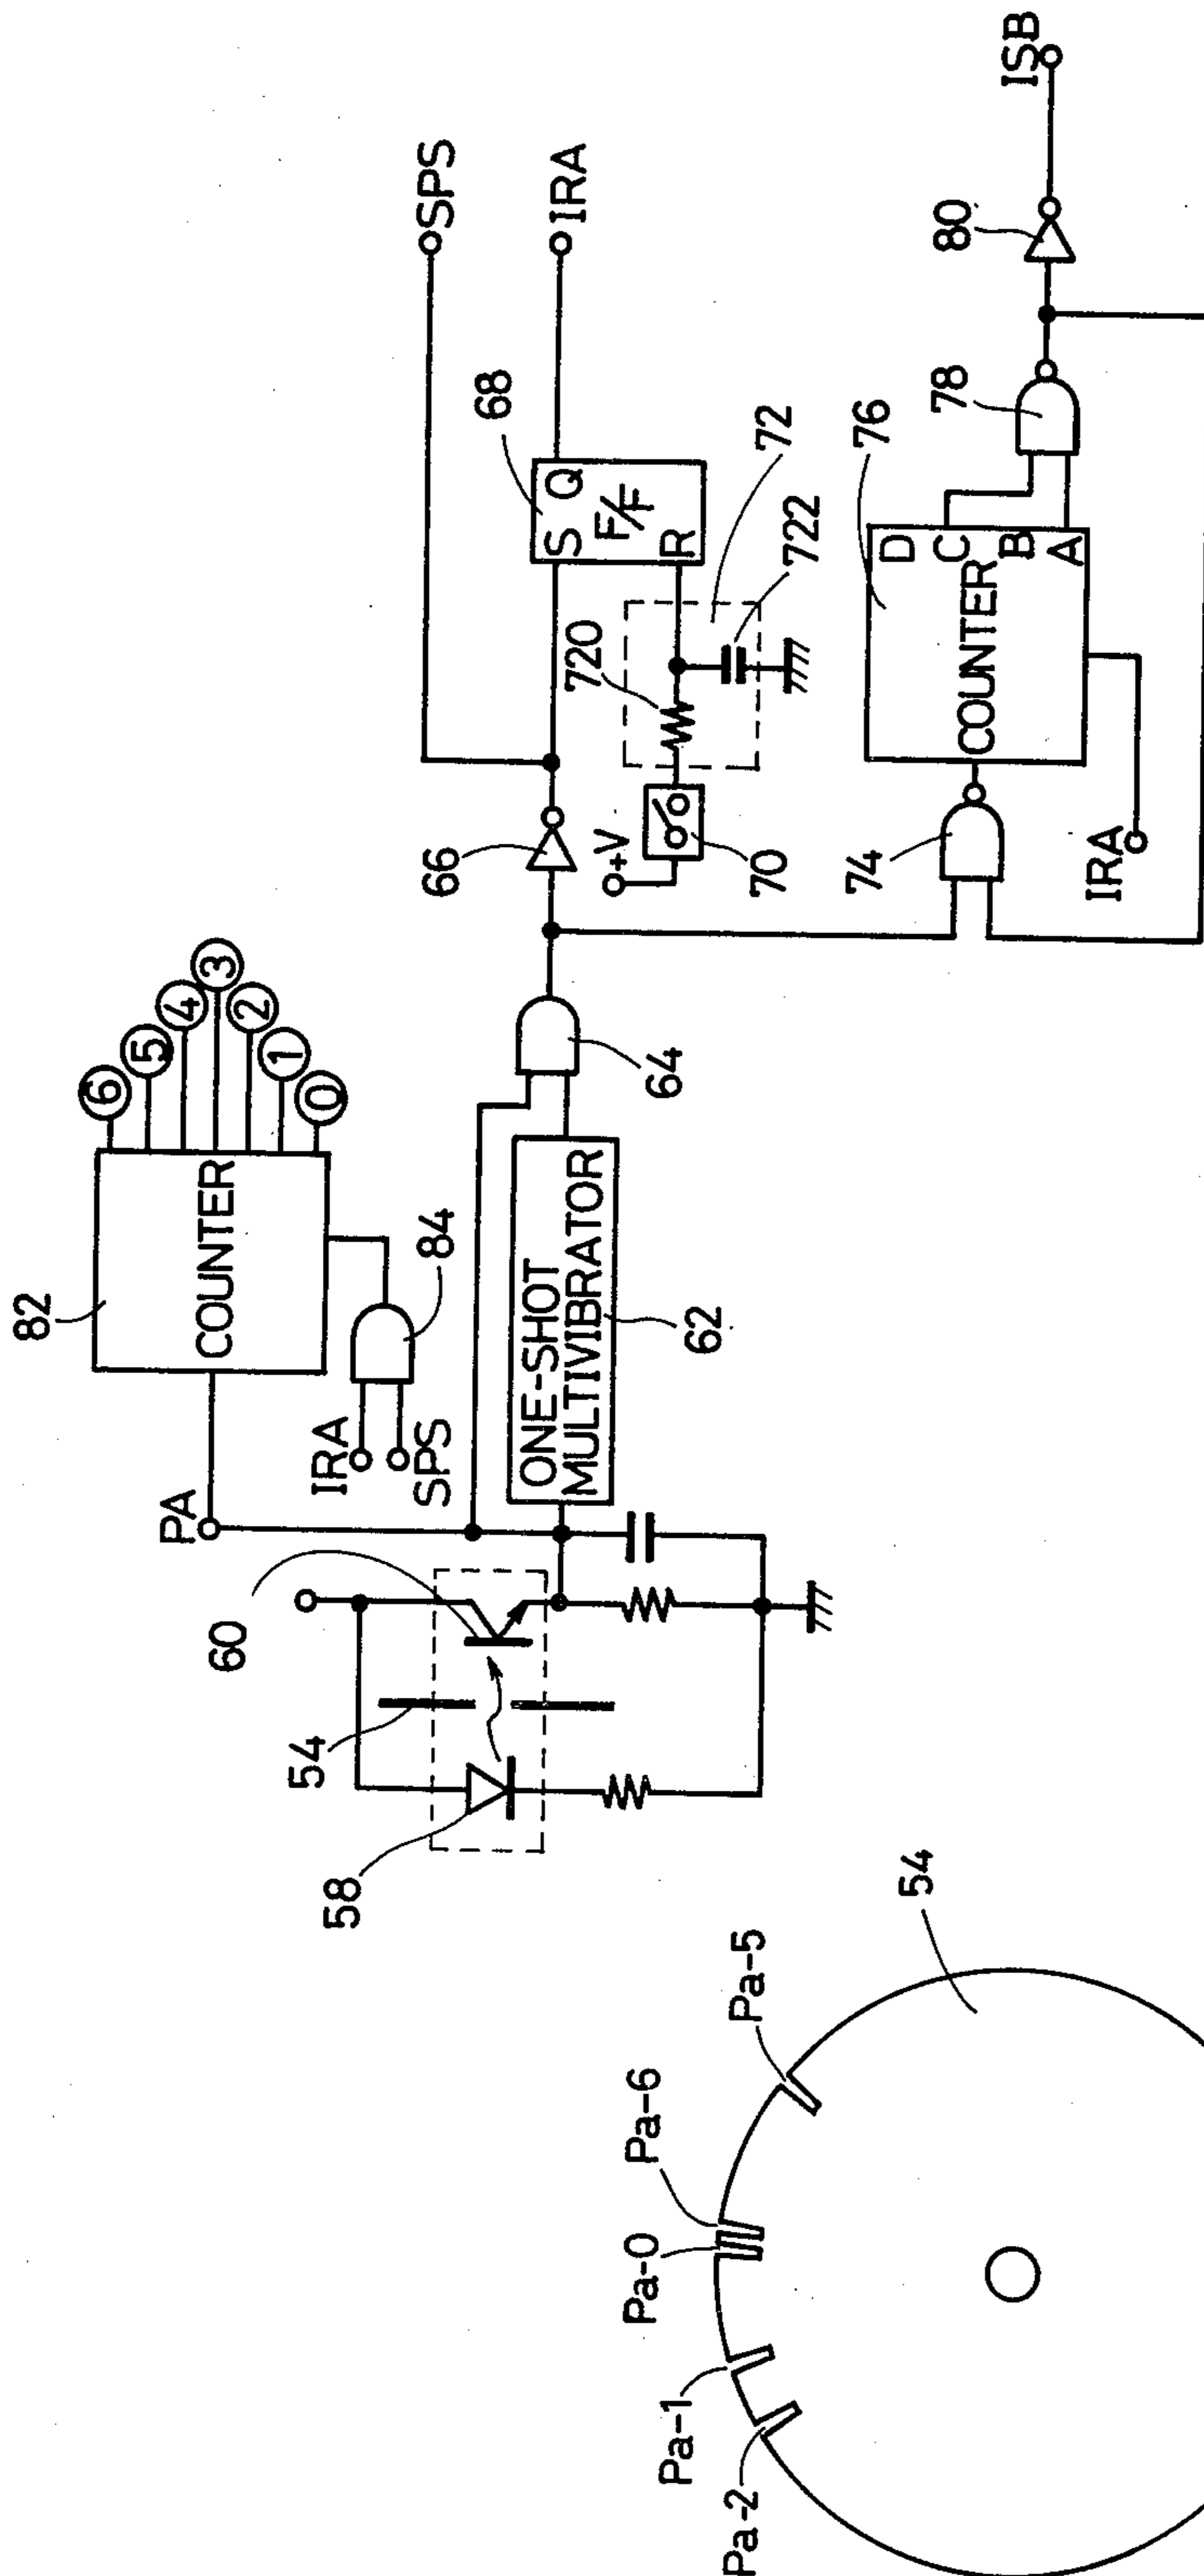 82
COUNTER
6
5
4
3
2
1
0
PA
IRA
SPS
84
60
54
58
ONE-SHOT
MULTIVIBRATOR
62
64
66
SPS
IRA
68
S
Q
F/F
R
+V
70
720
72
722
74
76
COUNTER
D
C
B
A
IRA
78
80
ISB
Pa-2
Pa-1
Pa-0
Pa-6
Pa-5
54